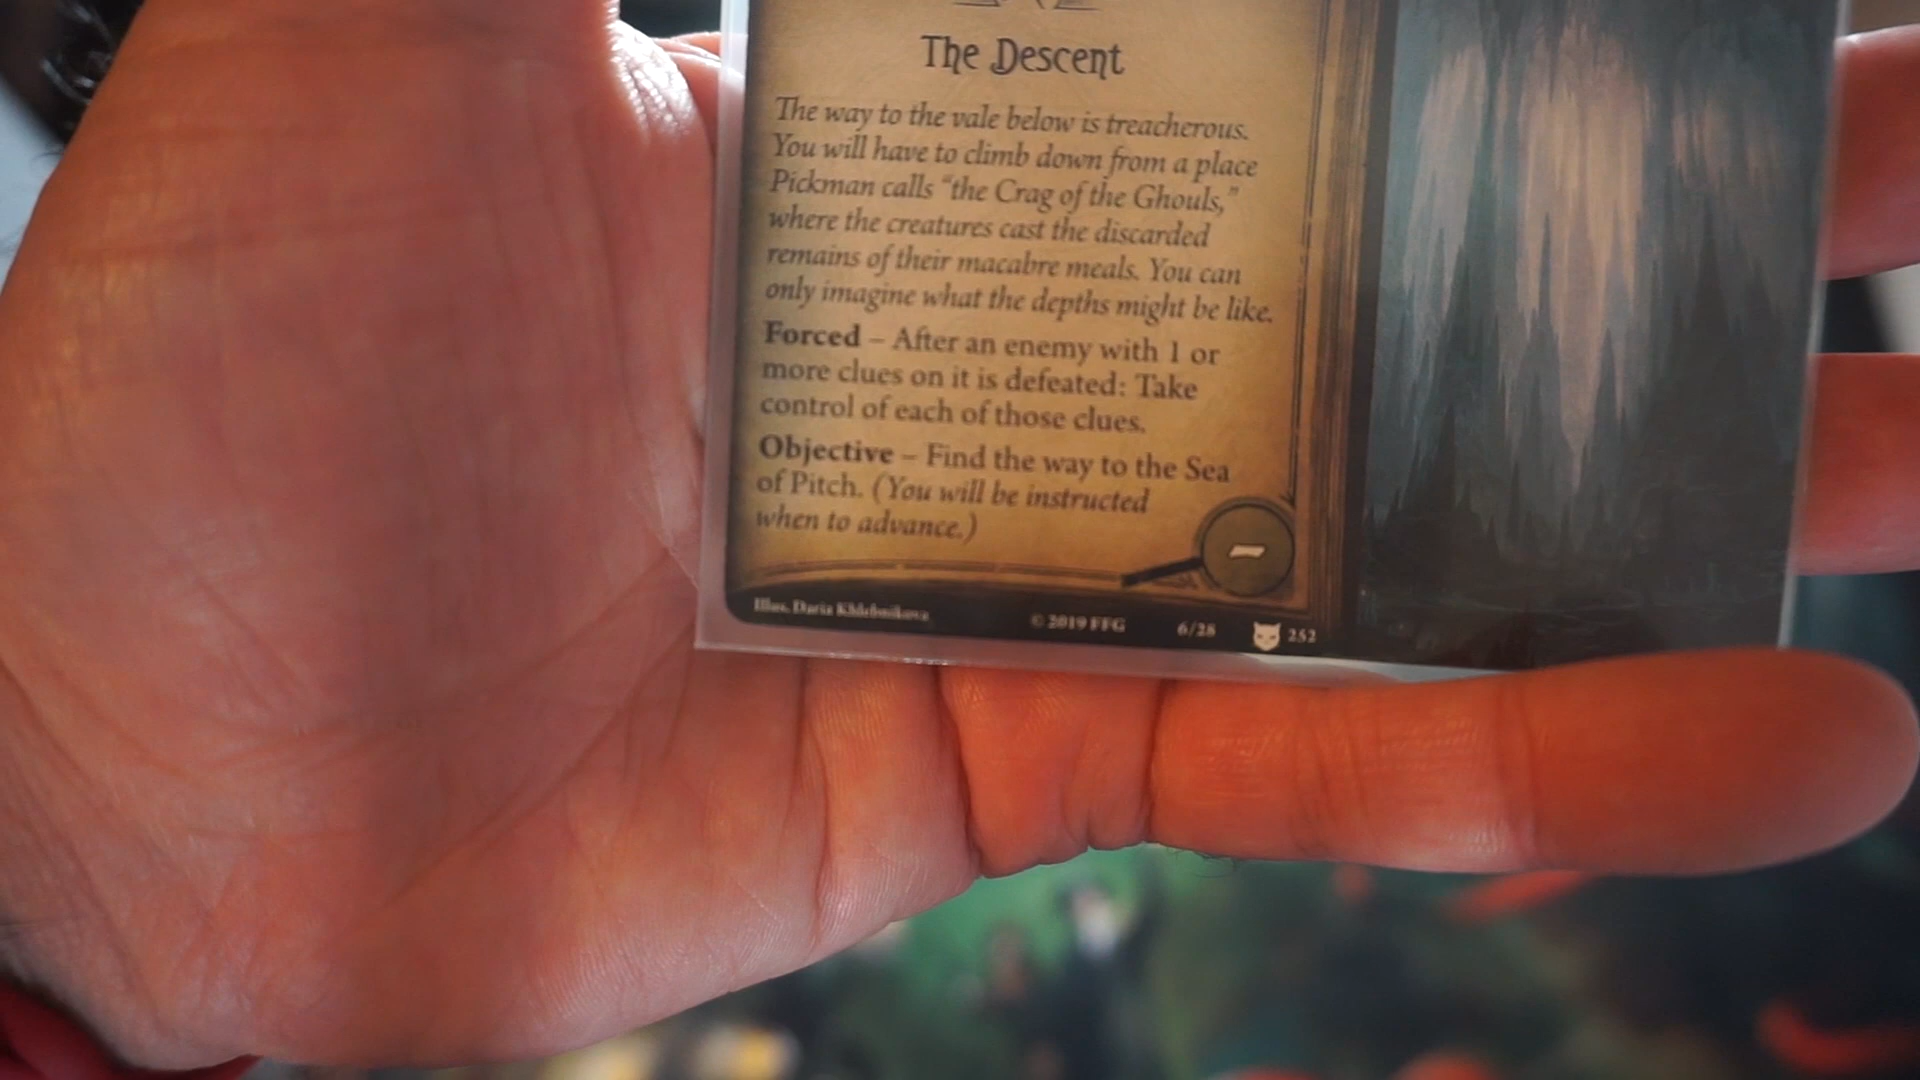 The Descent
The way to the vale below is treacherous.
You will have to climb down from a place
Pickman calls “the Crag of the Ghouls,”
where the creatures cast the discarded
remains of their macabre meals. You can
only imagine what the depths might be like.
Forced – After an enemy with 1 or
more clues on it is defeated: Take
control of each of those clues.
Objective – Find the way to the Sea
of Pitch. (You will be instructed
when to advance.)
–
Illus. Daria Khlebnikova
© 2019 FFG
6/28
252